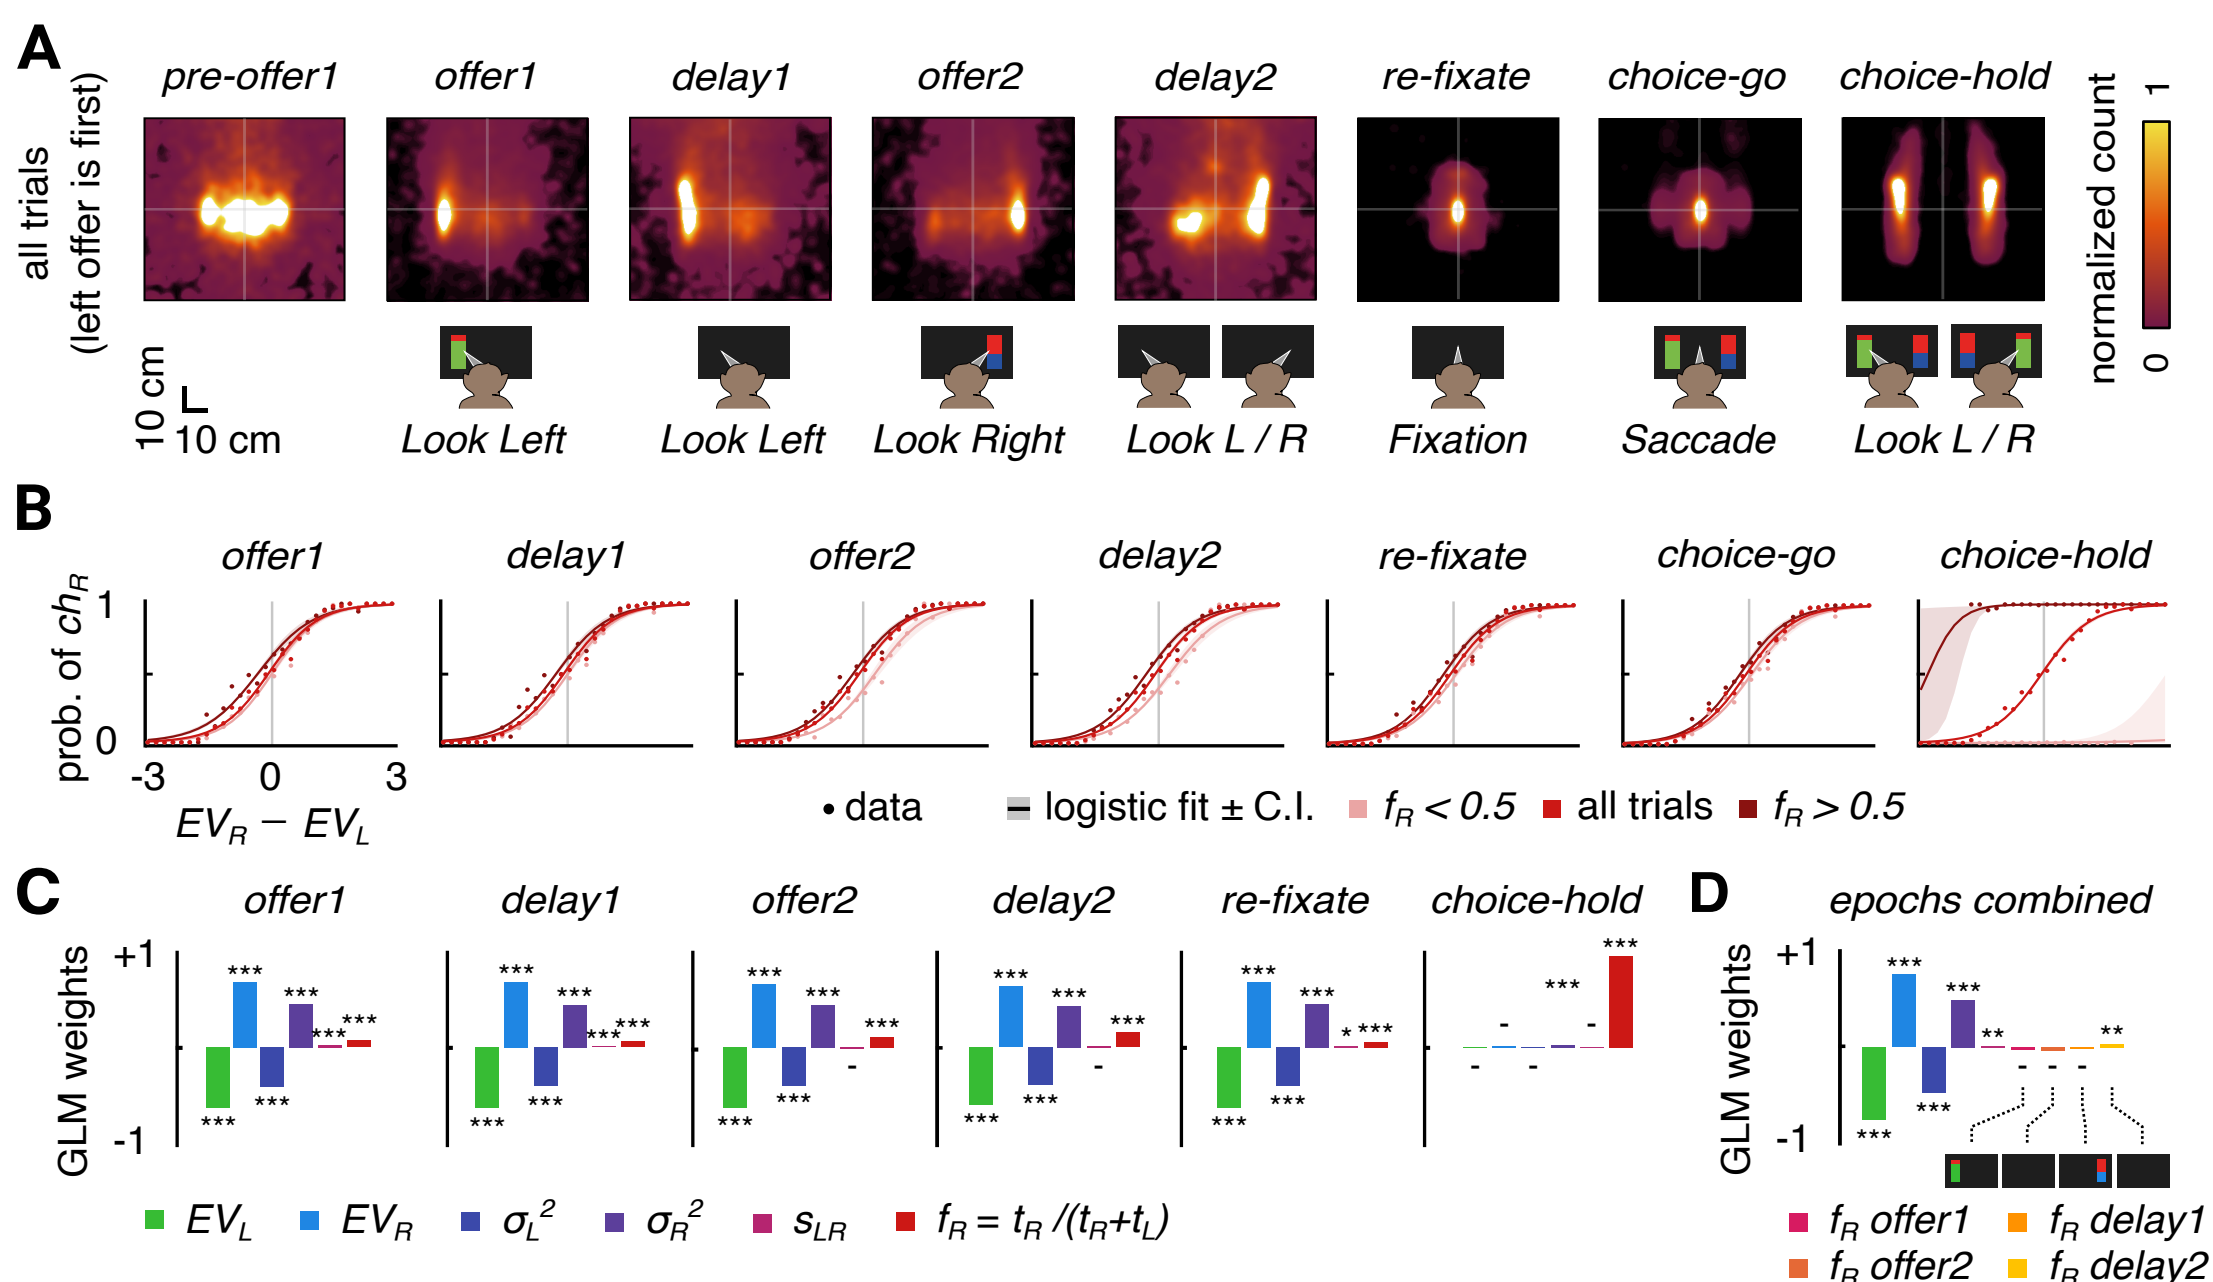 A
pre-offer1 offer1 delay1 offer2 delay2 re-fixate choice-go choice-hold
all trials
(left offer is first)
normalized count
1
0
10 cm
10 cm
Look Left Look Left Look Right Look L / R Fixation Saccade Look L / R
B
offer1 delay1 offer2 delay2 re-fixate choice-go choice-hold
prob. of ch_R
1
0
-3 0 3
EV_R − EV_L
data logistic fit ± C.I. f_R < 0.5 all trials f_R > 0.5
C
offer1 delay1 offer2 delay2 re-fixate choice-hold
GLM weights
+1
-1
*** *** *** *** *** ***
*** *** *** *** *** ***
*** *** *** *** - ***
*** *** *** *** - ***
*** *** *** *** * ***
- - - *** - ***
EV_L EV_R σ_L² σ_R² s_LR f_R = t_R /(t_R+t_L)
D
epochs combined
GLM weights
+1
-1
*** *** *** *** ** - - - **
f_R offer1 f_R delay1
f_R offer2 f_R delay2